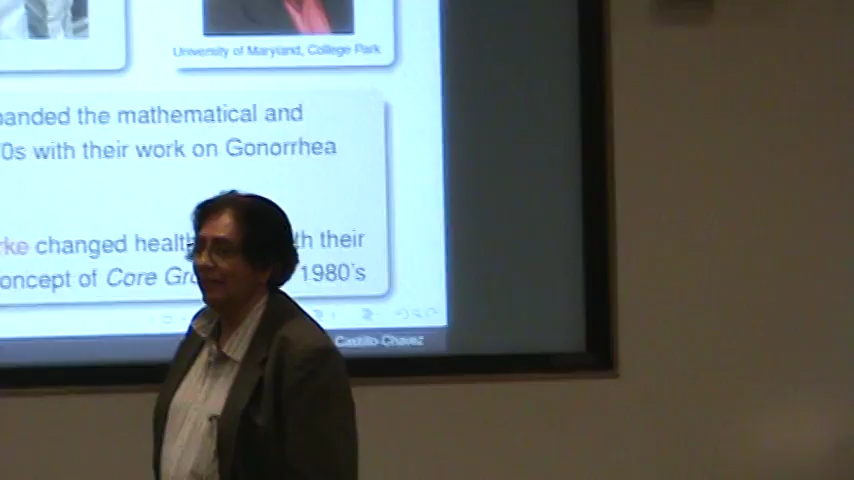 University of Maryland, College Park
panded the mathematical and
0s with their work on Gonorrhea
rke changed health th their
oncept of Core Gr 1980's
Castillo-Chavez